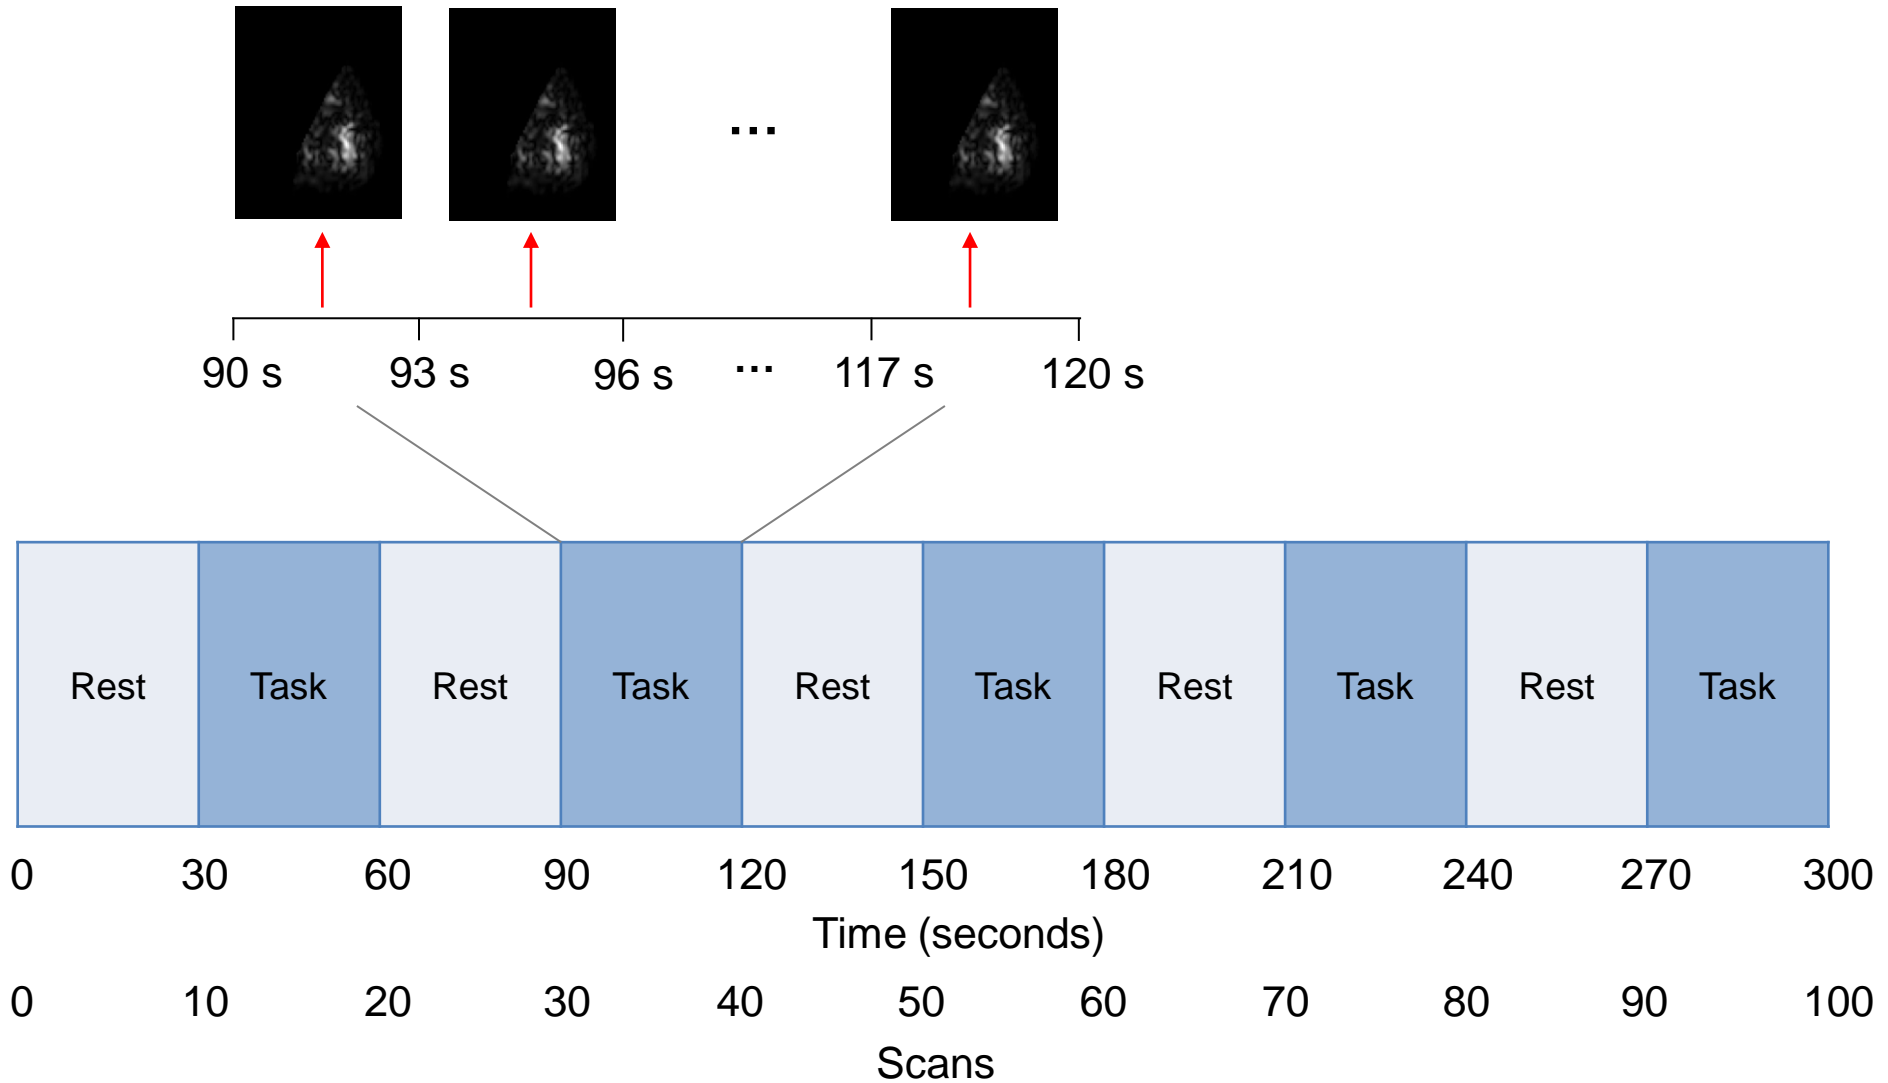 ...
90 s 93 s 96 s ... 117 s 120 s
Rest Task Rest Task Rest Task Rest Task Rest Task
0 30 60 90 120 150 180 210 240 270 300
Time (seconds)
0 10 20 30 40 50 60 70 80 90 100
Scans